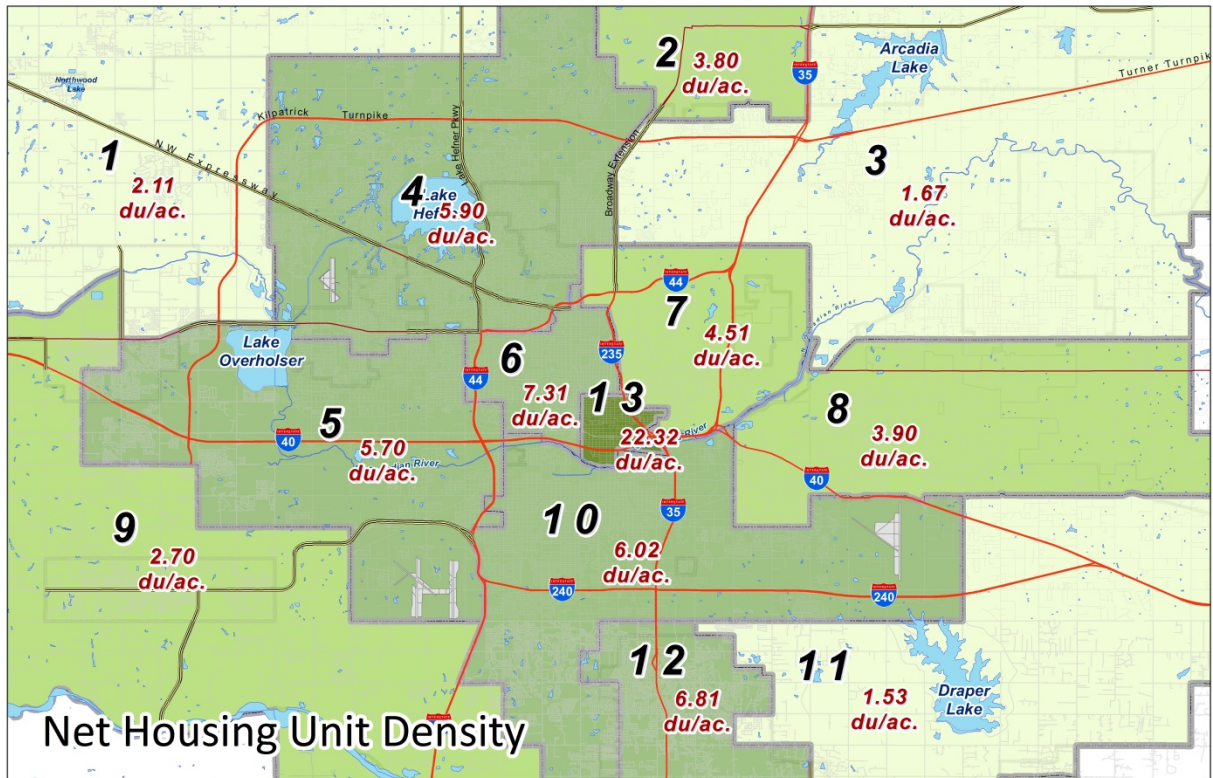 2
3.80
du/ac.
35
Arcadia
Lake
Turner Turnpik
Northwood
Lake
Kilpatrick Turnpike
Lake Hefner Pkwy
Broadway Extension
1
NW Expressway
2.11
du/ac.
4
Lake
5.90
du/ac.
3
1.67
du/ac.
44
7
4.51
du/ac.
River
Lake
Overholser
6
235
44
7.31
du/ac.
13
22.32
du/ac.
River
8
3.90
du/ac.
40
5
40
5.70
du/ac.
River
9
2.70
du/ac.
10
35
6.02
du/ac.
240
240
12
6.81
du/ac.
11
1.53
du/ac.
Draper
Lake
Net Housing Unit Density